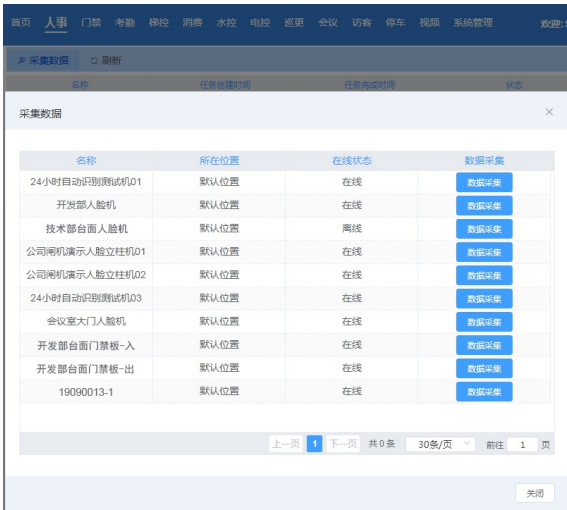 首页 人事 门禁 考勤 梯控 消费 水控 电控 巡更 会议 访客 停车 视频 系统管理 欢迎:
采集数据 刷新
名称 任务创建时间 任务完成时间 状态
采集数据 ×
名称 所在位置 在线状态 数据采集
24小时自动识别测试机01 默认位置 在线 数据采集
开发部人脸机 默认位置 在线 数据采集
技术部台面人脸机 默认位置 离线 数据采集
公司闸机演示人脸立柱机01 默认位置 在线 数据采集
公司闸机演示人脸立柱机02 默认位置 在线 数据采集
24小时自动识别测试机03 默认位置 在线 数据采集
会议室大门人脸机 默认位置 在线 数据采集
开发部台面门禁板-入 默认位置 在线 数据采集
开发部台面门禁板-出 默认位置 在线 数据采集
19090013-1 默认位置 在线 数据采集
上一页 1 下一页 共0条 30条/页 前往 1 页
关闭